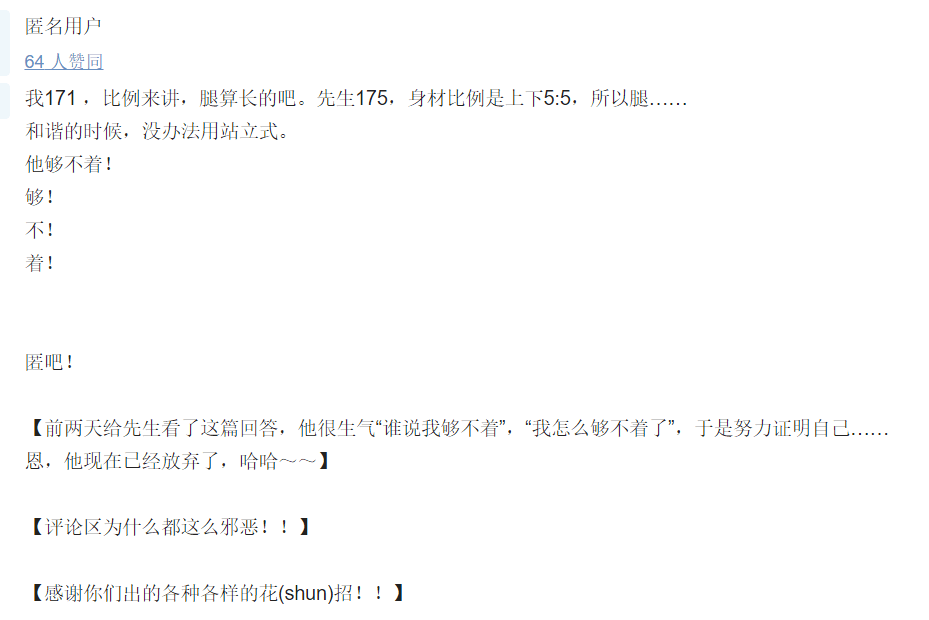 匿名用户
64 人赞同
我171 ，比例来讲，腿算长的吧。先生175，身材比例是上下5:5，所以腿……
和谐的时候，没办法用站立式。
他够不着！
够！
不！
着！
匿吧！
【前两天给先生看了这篇回答，他很生气“谁说我够不着”，“我怎么够不着了”，于是努力证明自己……
恩，他现在已经放弃了，哈哈～～】
【评论区为什么都这么邪恶！！】
【感谢你们出的各种各样的花(shun)招！！】